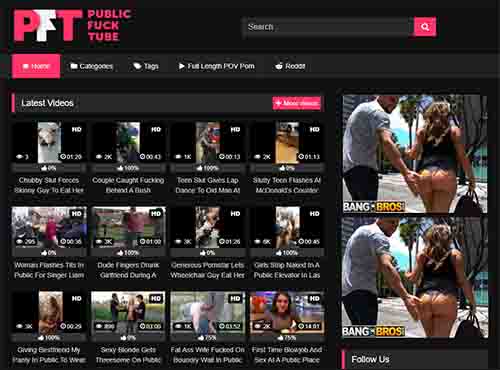 PFT PUBLIC
FUCK
TUBE
Search
Home
Categories
Tags
Full Length POV Porn
Reddit
Latest Videos
+ More videos
HD HD HD HD
3 01:20 2K 00:43 1K 00:13 2K 01:13
0% 100% 100% 0%
Chubby Slut Forces Couple Caught Fucking Teen Slut Gives Lap Slutty Teen Flashes At
Skinny Guy To Eat Her Behind A Bush Dance To Old Man At McDonald's Counter
HD HD HD HD
295 00:36 3K 01:00 3K 01:26 6K 00:45
0% 100% 0% 100%
Woman Flashes Tits In Dude Fingers Drunk Generous Pornstar Lets Girls Strip Naked In A
Public For Singer Liam Girlfriend During A Wheelchair Guy Eat Her Public Elevator In Las
HD HD HD HD
3K 00:29 896 03:00 1K 03:52 2K 14:01
100% 0% 75% 75%
Giving Bestfriend My Sexy Blonde Gets Fat Ass Wife Fucked On First Time Blowjob And
Panty In Public To Wear Threesome On Public Boundry Wall In Public Sex At A Public Place
BANG BROS
BANG BROS
Follow Us